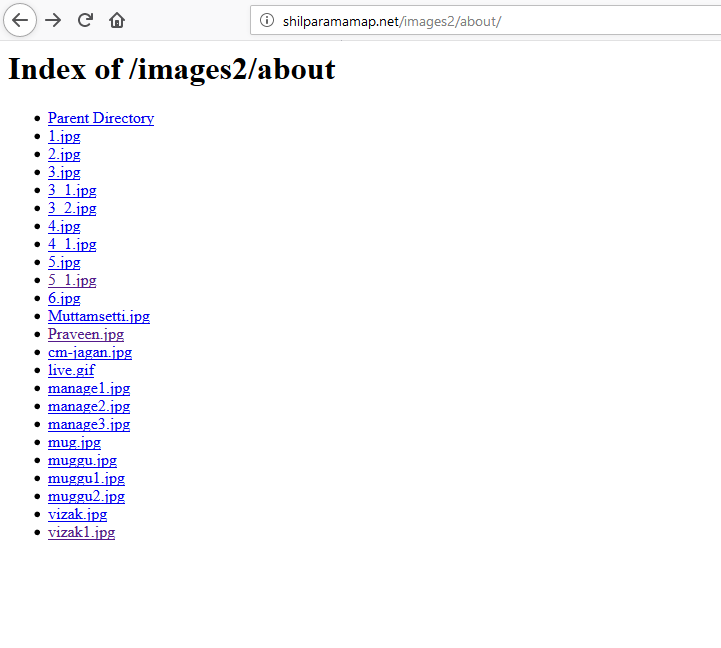 shilparamamap.net/images2/about/
Index of /images2/about
Parent Directory
1.jpg
2.jpg
3.jpg
3_1.jpg
3_2.jpg
4.jpg
4_1.jpg
5.jpg
5_1.jpg
6.jpg
Muttamsetti.jpg
Praveen.jpg
cm-jagan.jpg
live.gif
manage1.jpg
manage2.jpg
manage3.jpg
mug.jpg
muggu.jpg
muggu1.jpg
muggu2.jpg
vizak.jpg
vizak1.jpg